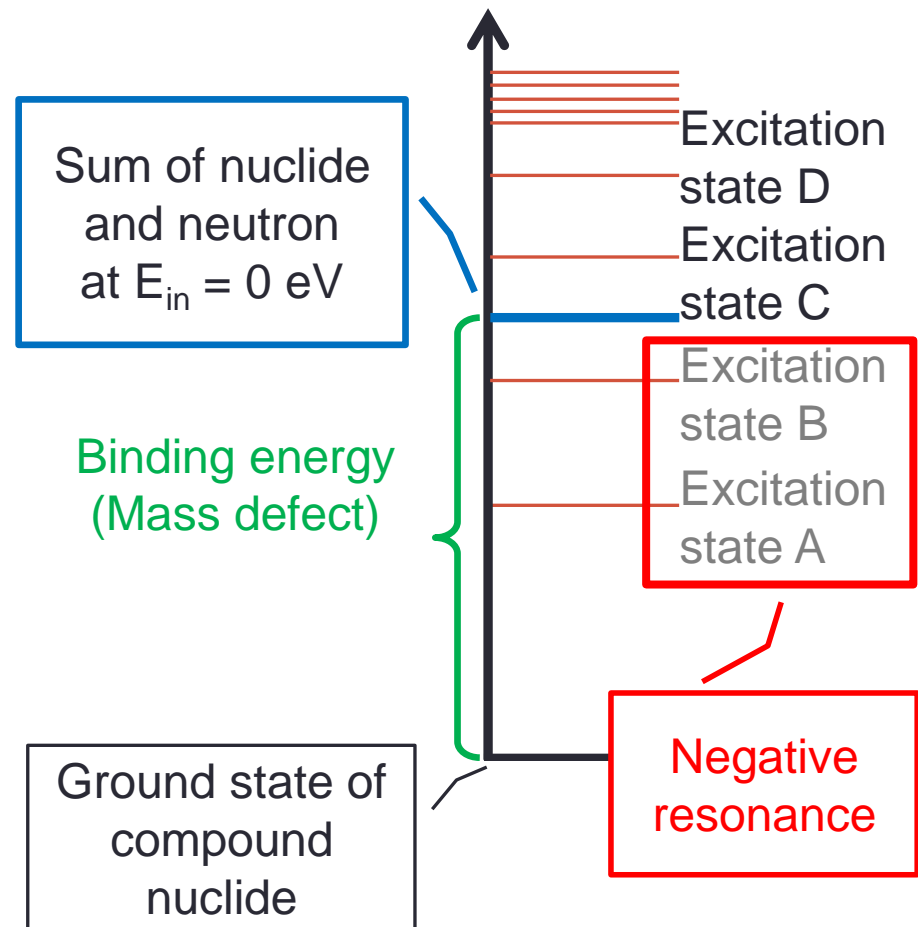 Sum of nuclide
and neutron
at Ein = 0 eV
Excitation
state D
Excitation
state C
Excitation
state B
Excitation
state A
Binding energy
(Mass defect)
Ground state of
compound
nuclide
Negative
resonance